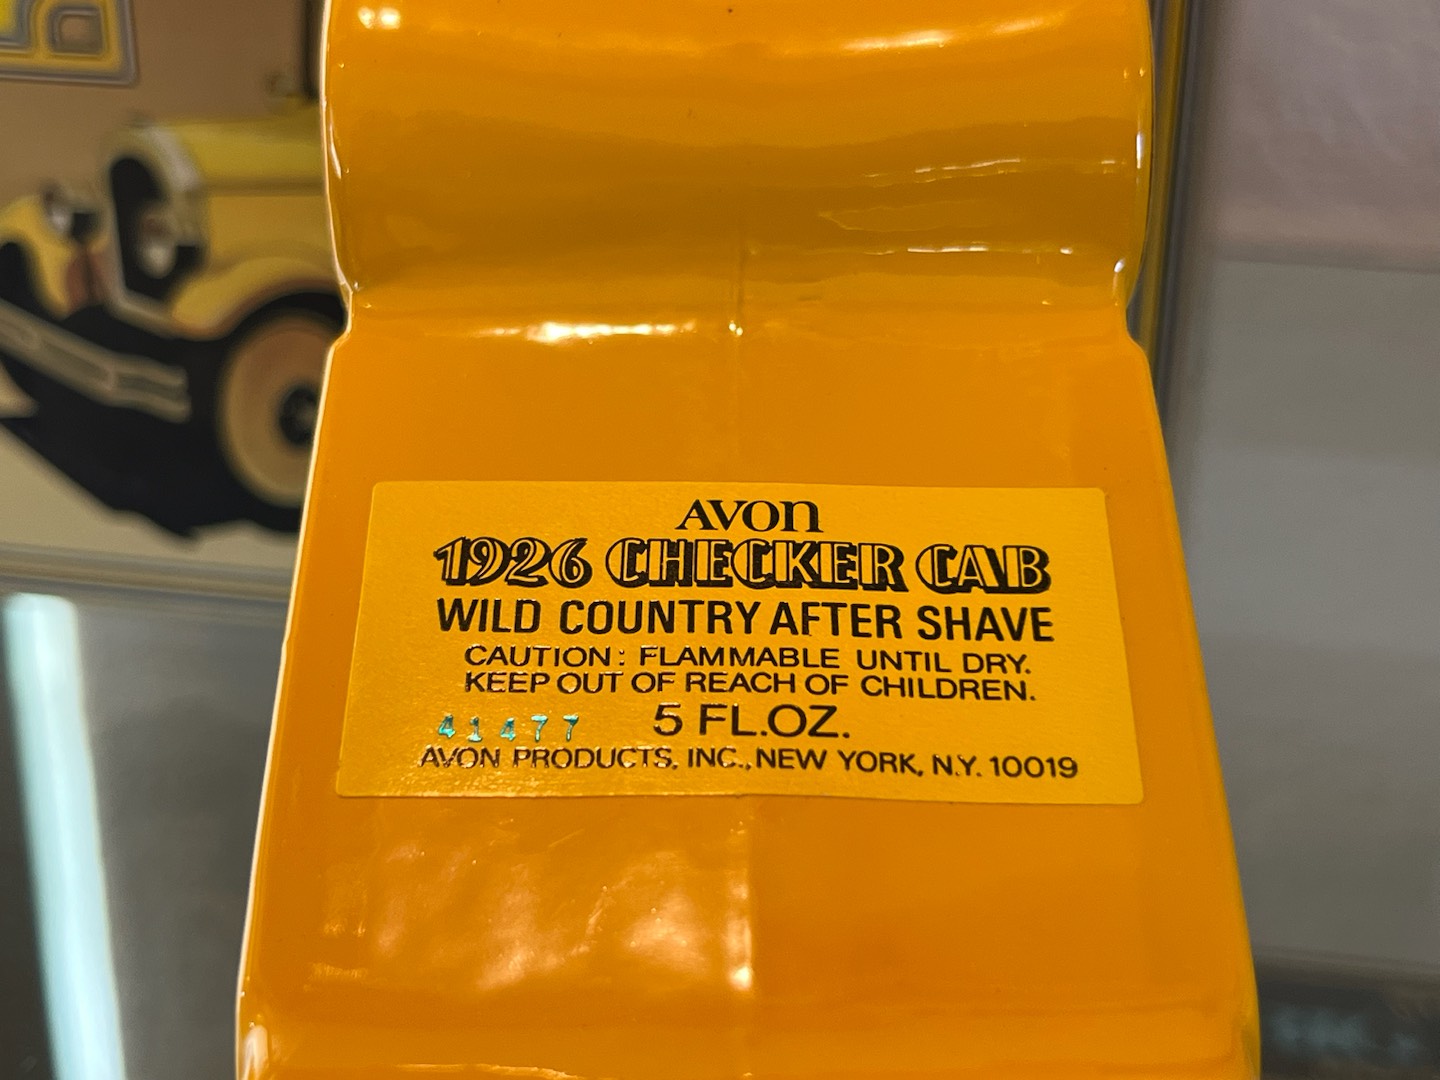 AVON
1926 CHECKER CAB
WILD COUNTRY AFTER SHAVE
CAUTION: FLAMMABLE UNTIL DRY.
KEEP OUT OF REACH OF CHILDREN.
41477 5 FL.OZ.
AVON PRODUCTS, INC., NEW YORK, N.Y. 10019